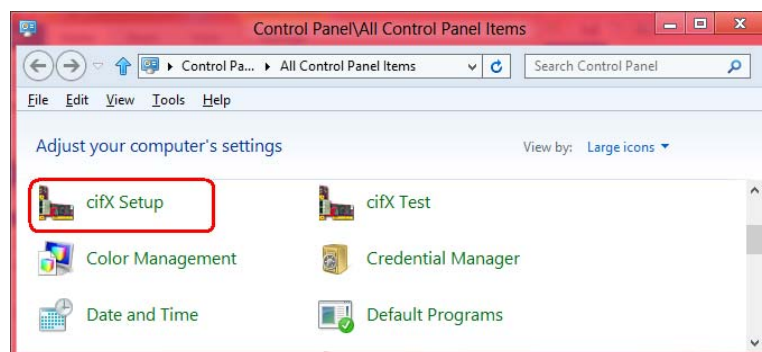 Control Panel\All Control Panel Items
Control Pa... All Control Panel Items Search Control Panel
File Edit View Tools Help
Adjust your computer's settings View by: Large icons
cifX Setup cifX Test
Color Management Credential Manager
Date and Time Default Programs